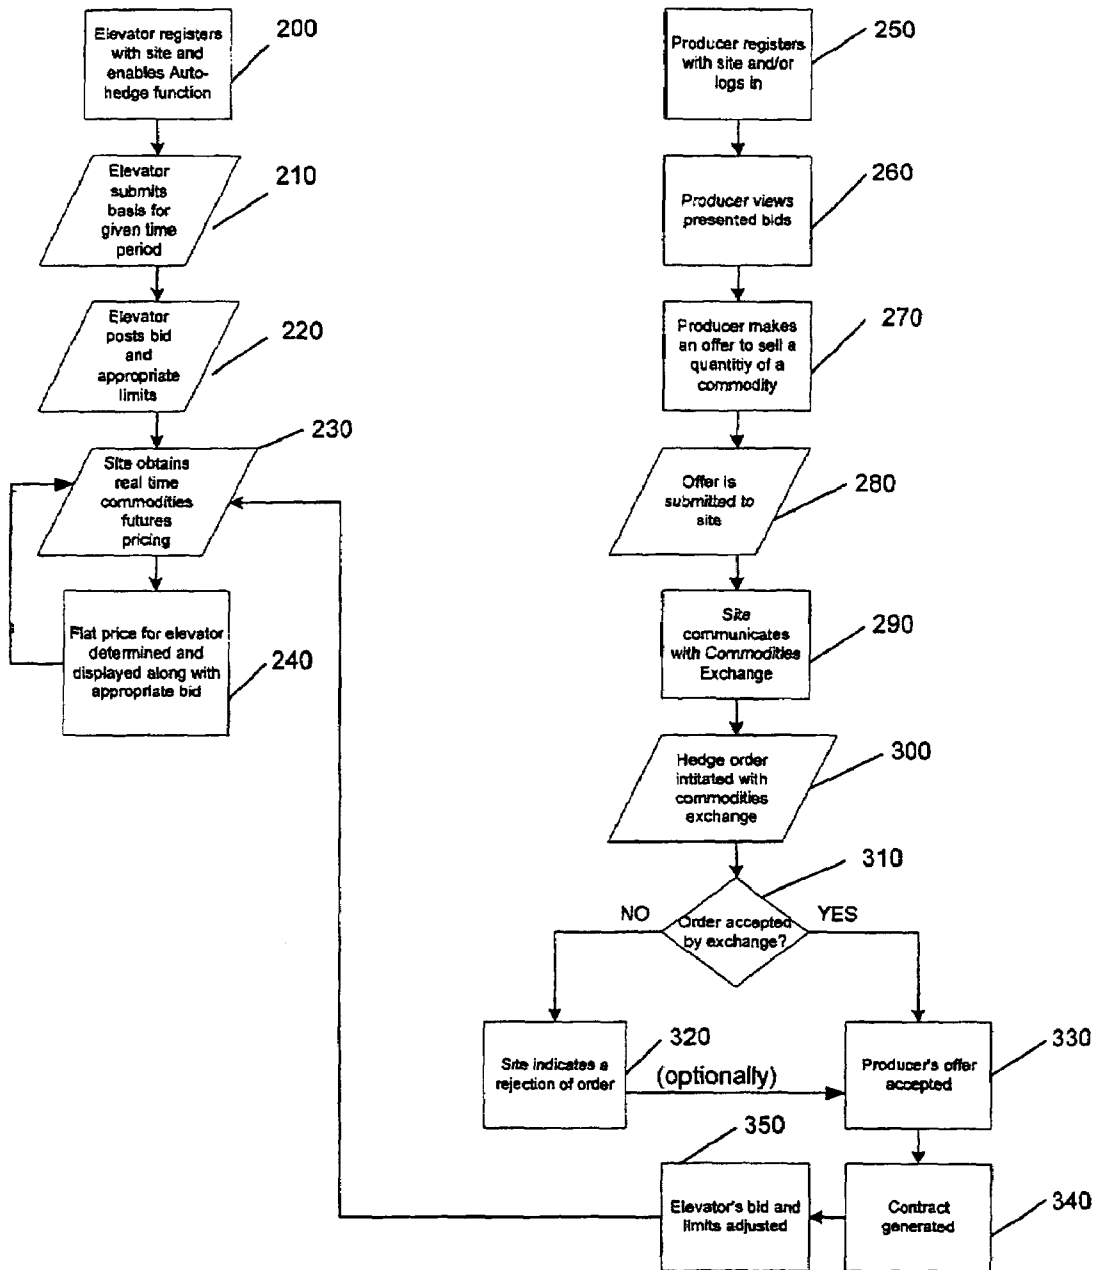 Elevator registers
with site and
enables Auto-
hedge function
200
Elevator
submits
basis for
given time
period
210
Elevator
posts bid
and
appropriate
limits
220
230
Site obtains
real time
commodities
futures
pricing
Flat price for elevator
determined and
displayed along with
appropriate bid
240
Producer registers
with site and/or
logs in
250
Producer views
presented bids
260
Producer makes
an offer to sell a
quantitiy of a
commodity
270
Offer is
submitted to
site
280
Site
communicates
with Commodities
Exchange
290
Hedge order
intitated with
commodities
exchange
300
310
NO
Order accepted
by exchange?
YES
Site indicates a
rejection of order
320
(optionally)
Producer's offer
accepted
330
350
Elevator's bid and
limits adjusted
Contract
generated
340